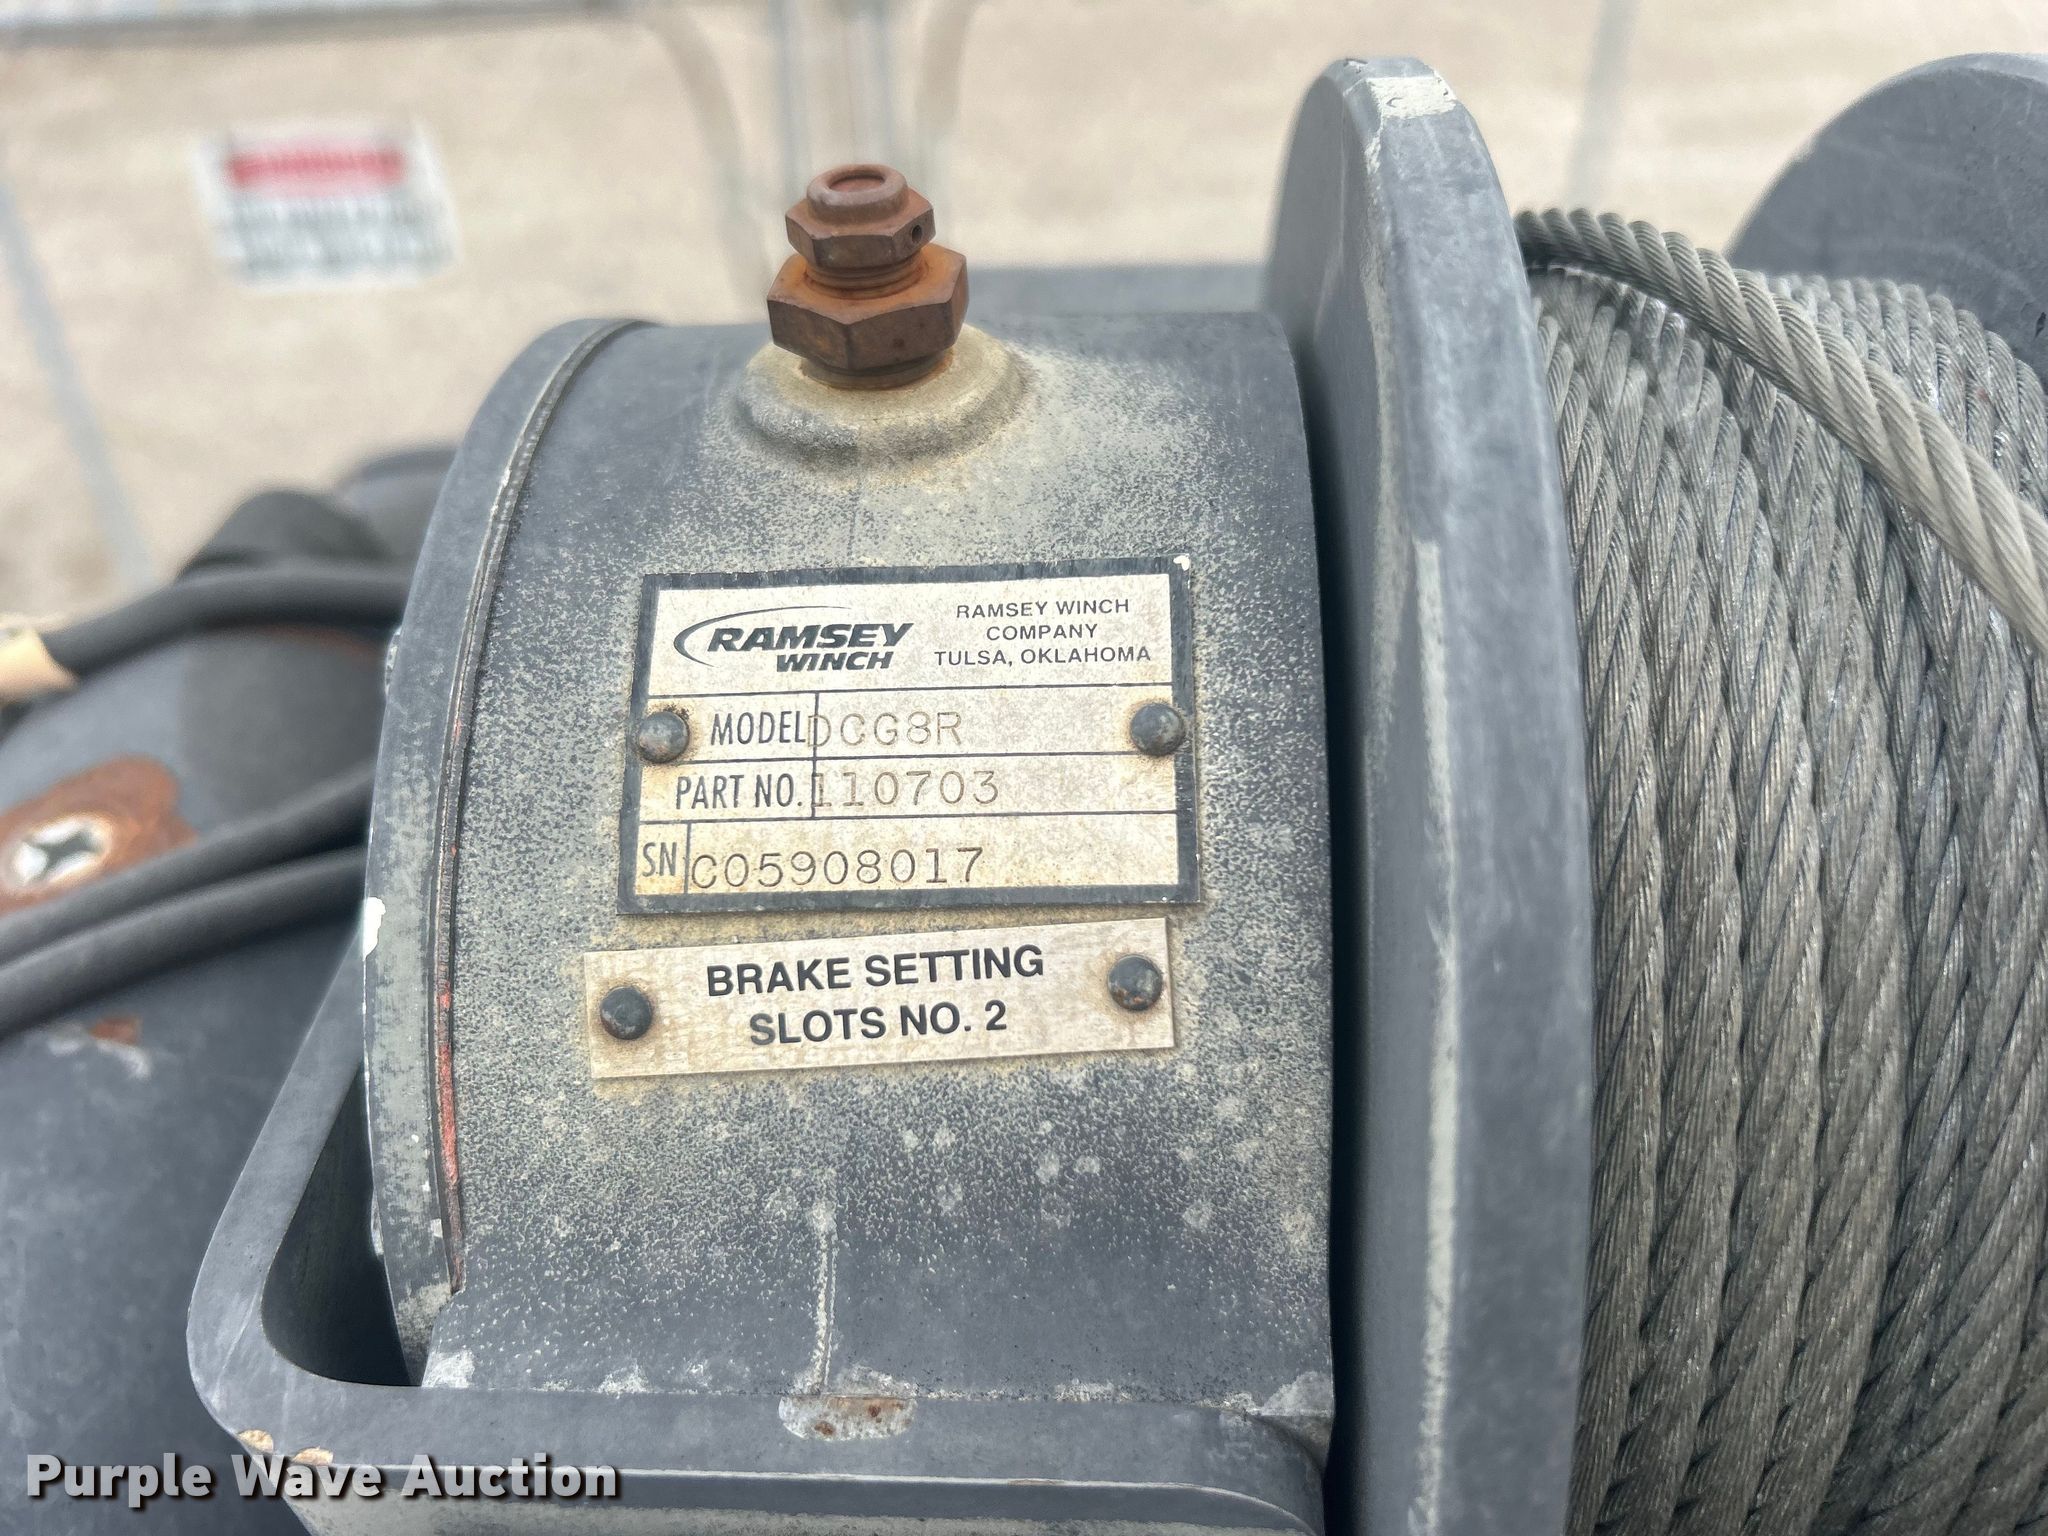 RAMSEY
WINCH
RAMSEY WINCH
COMPANY
TULSA, OKLAHOMA
MODEL DCG8R
PART NO. 110703
SN C05908017
BRAKE SETTING
SLOTS NO. 2
Purple Wave Auction